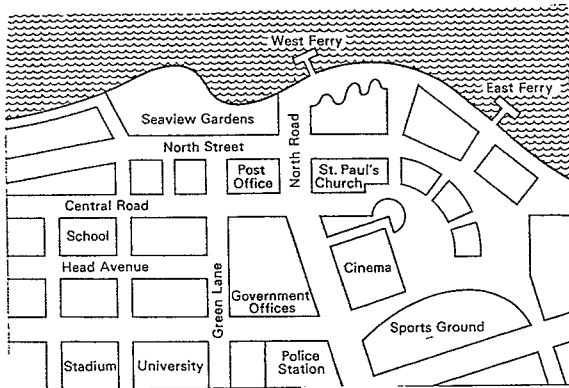 West Ferry
East Ferry
Seaview Gardens
North Street
North Road
Post
Office
St. Paul's
Church
Central Road
School
Head Avenue
Green Lane
Cinema
Government
Offices
Sports Ground
Stadium
University
Police
Station